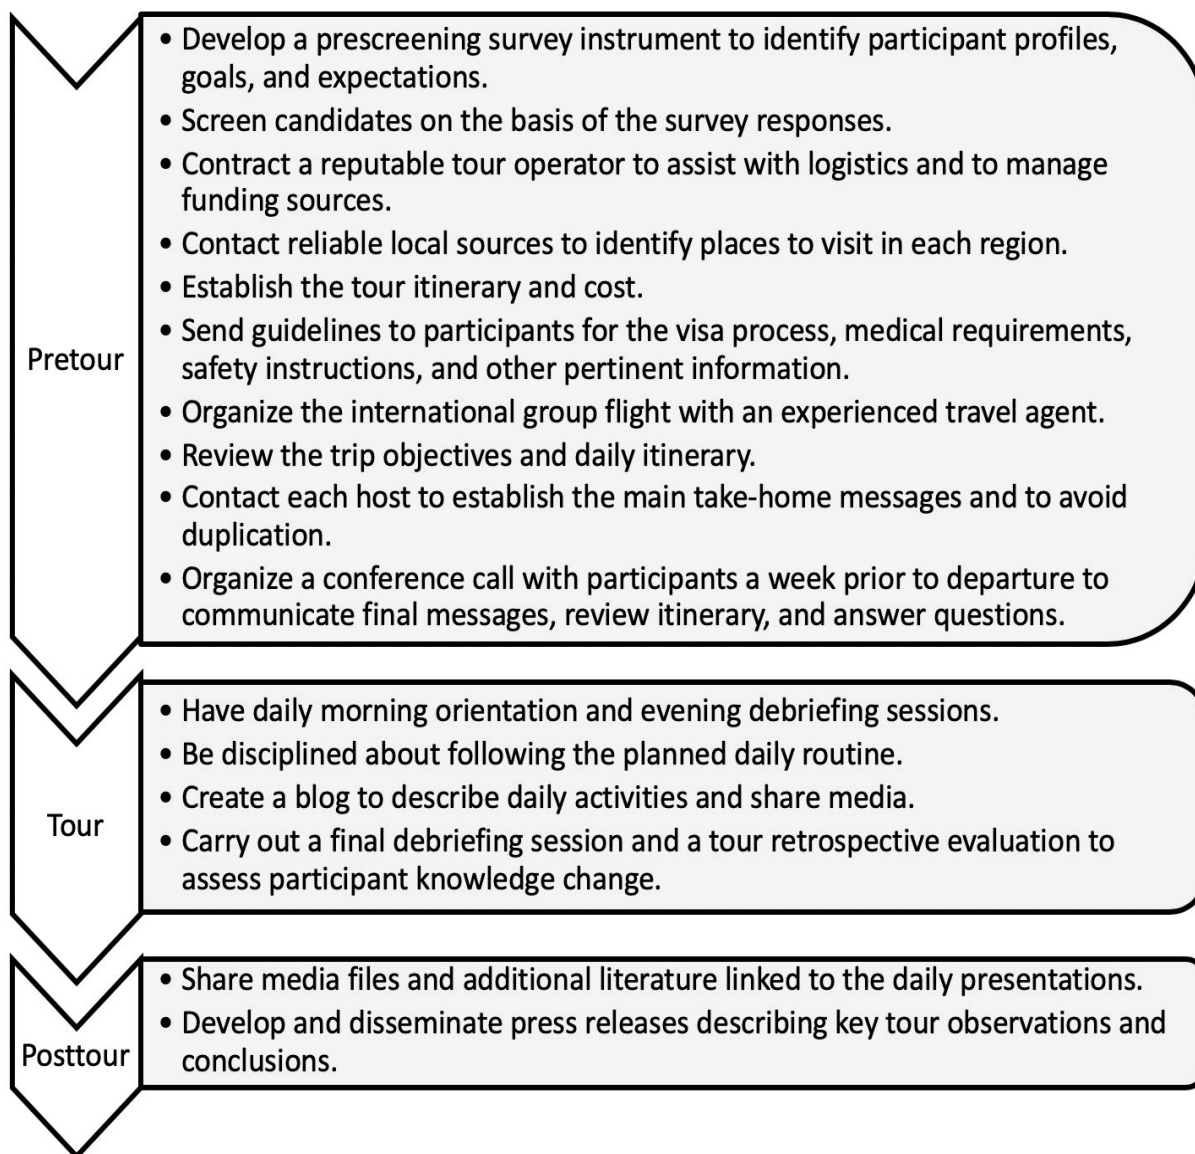 Pretour
• Develop a prescreening survey instrument to identify participant profiles,
goals, and expectations.
• Screen candidates on the basis of the survey responses.
• Contract a reputable tour operator to assist with logistics and to manage
funding sources.
• Contact reliable local sources to identify places to visit in each region.
• Establish the tour itinerary and cost.
• Send guidelines to participants for the visa process, medical requirements,
safety instructions, and other pertinent information.
• Organize the international group flight with an experienced travel agent.
• Review the trip objectives and daily itinerary.
• Contact each host to establish the main take-home messages and to avoid
duplication.
• Organize a conference call with participants a week prior to departure to
communicate final messages, review itinerary, and answer questions.
Tour
• Have daily morning orientation and evening debriefing sessions.
• Be disciplined about following the planned daily routine.
• Create a blog to describe daily activities and share media.
• Carry out a final debriefing session and a tour retrospective evaluation to
assess participant knowledge change.
Posttour
• Share media files and additional literature linked to the daily presentations.
• Develop and disseminate press releases describing key tour observations and
conclusions.